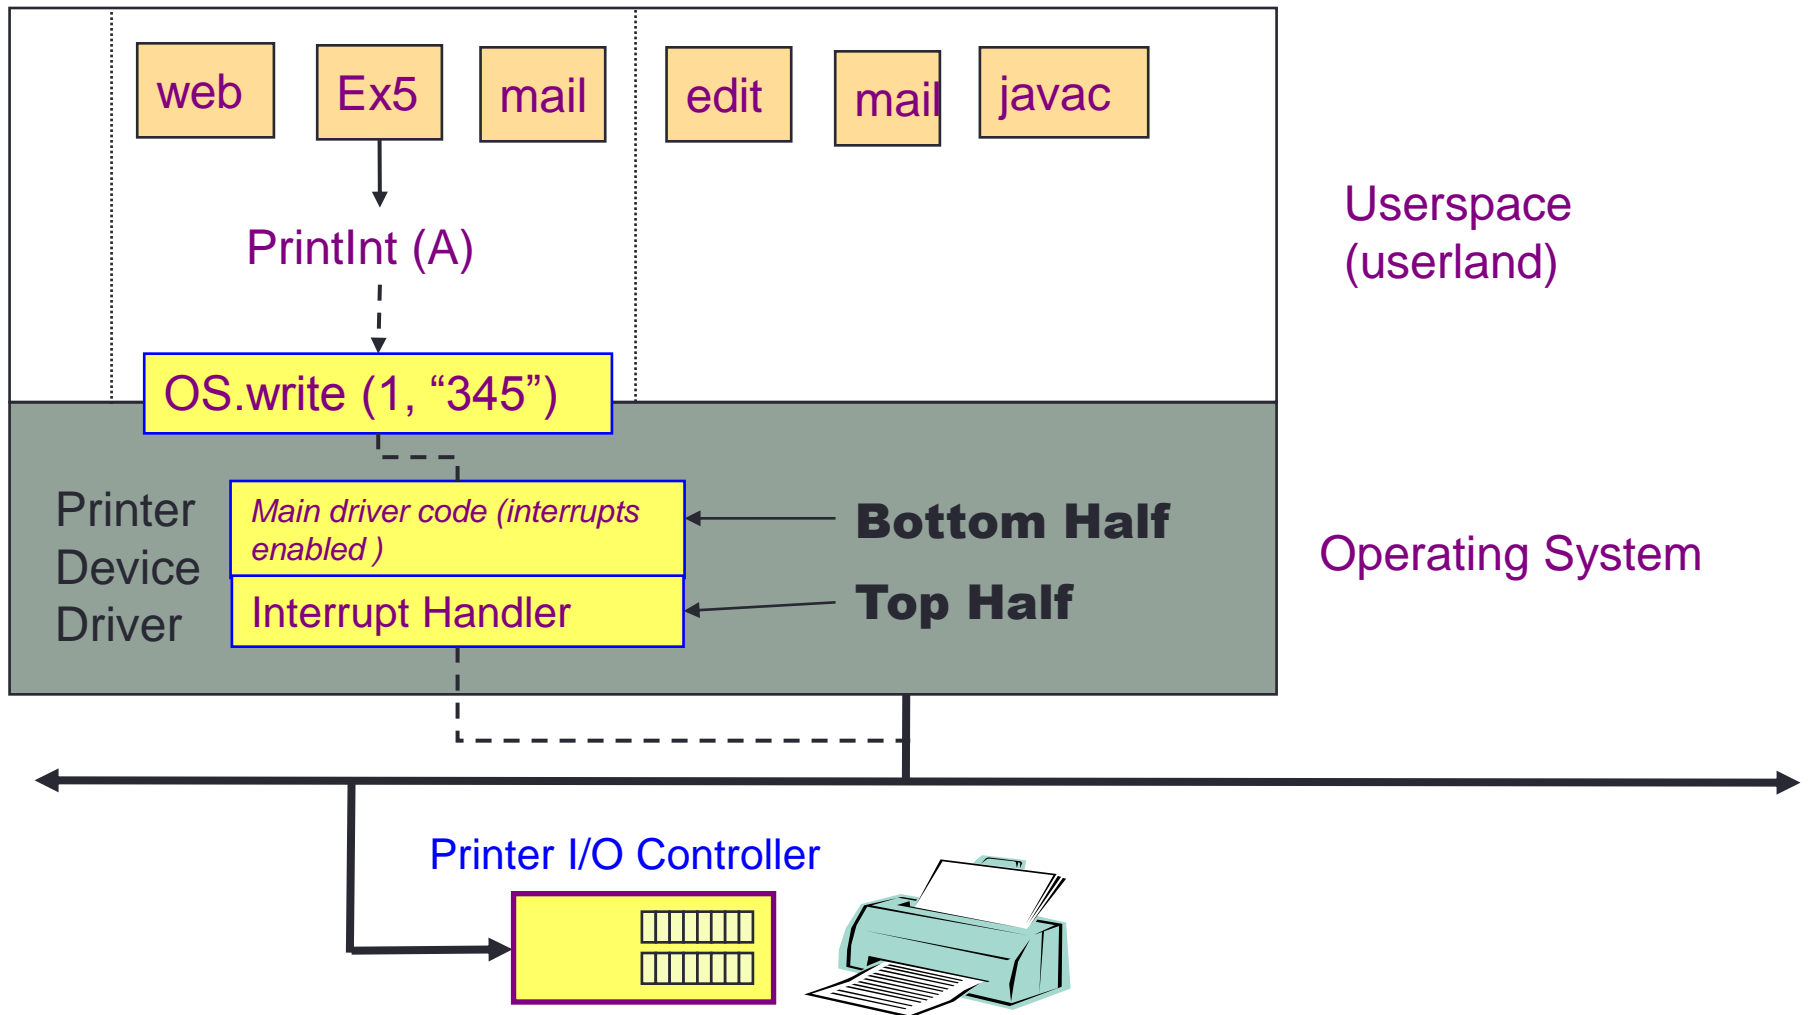 web
Ex5
mail
edit
mail
javac
PrintInt (A)
Userspace
(userland)
OS.write (1, “345”)
Printer
Device
Driver
Main driver code (interrupts
enabled )
Interrupt Handler
Bottom Half
Top Half
Operating System
Printer I/O Controller